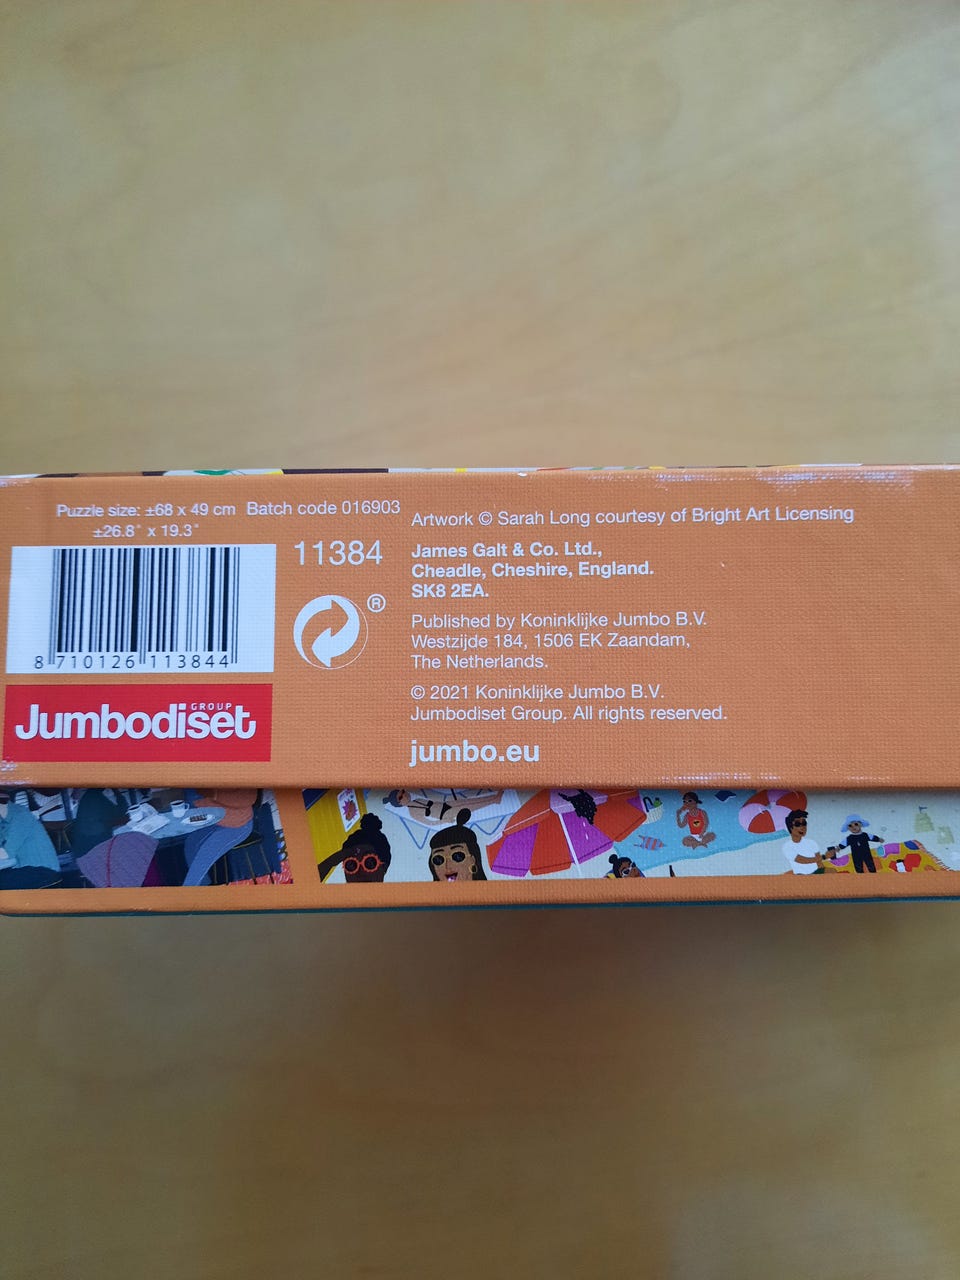 Puzzle size: ±68 x 49 cm
±26.8" x 19.3"
Batch code 016903
8 710126 113844
GROUP
Jumbodiset
11384
®
Artwork © Sarah Long courtesy of Bright Art Licensing
James Galt & Co. Ltd.,
Cheadle, Cheshire, England.
SK8 2EA.
Published by Koninklijke Jumbo B.V.
Westzijde 184, 1506 EK Zaandam,
The Netherlands.
© 2021 Koninklijke Jumbo B.V.
Jumbodiset Group. All rights reserved.
jumbo.eu